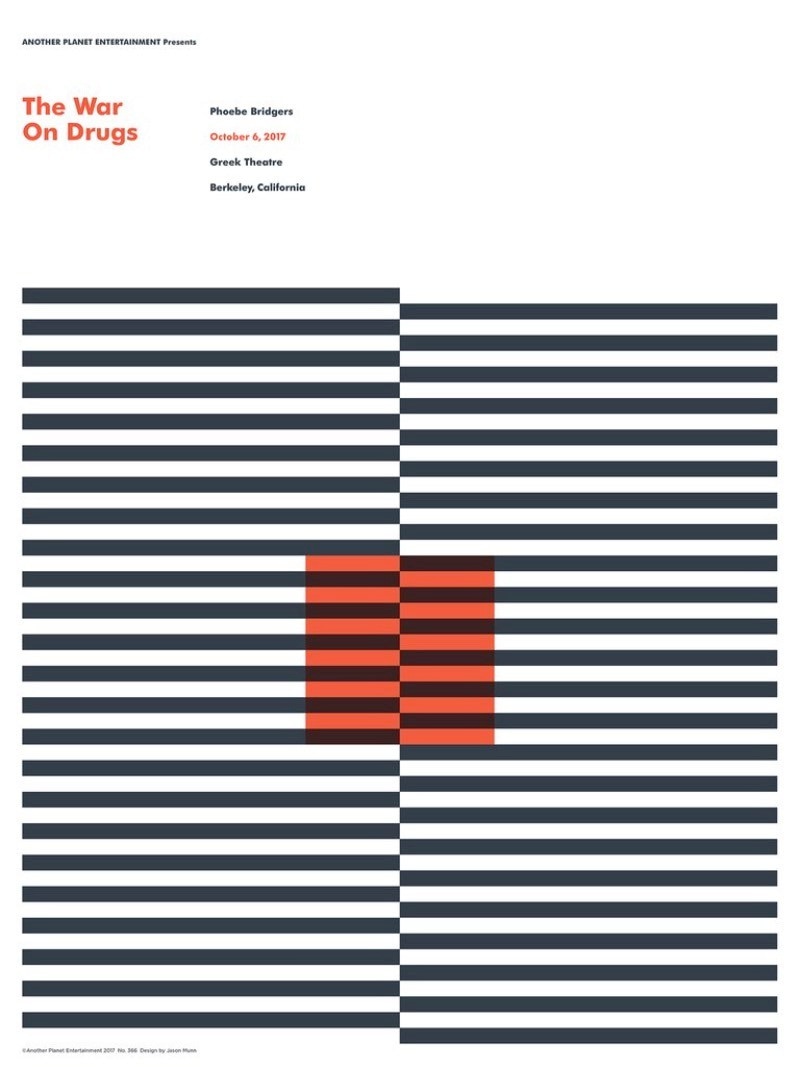 ANOTHER PLANET ENTERTAINMENT Presents
The War
On Drugs
Phoebe Bridgers
October 6, 2017
Greek Theatre
Berkeley, California
©Another Planet Entertainment 2017 No. 366 Design by Jason Munn